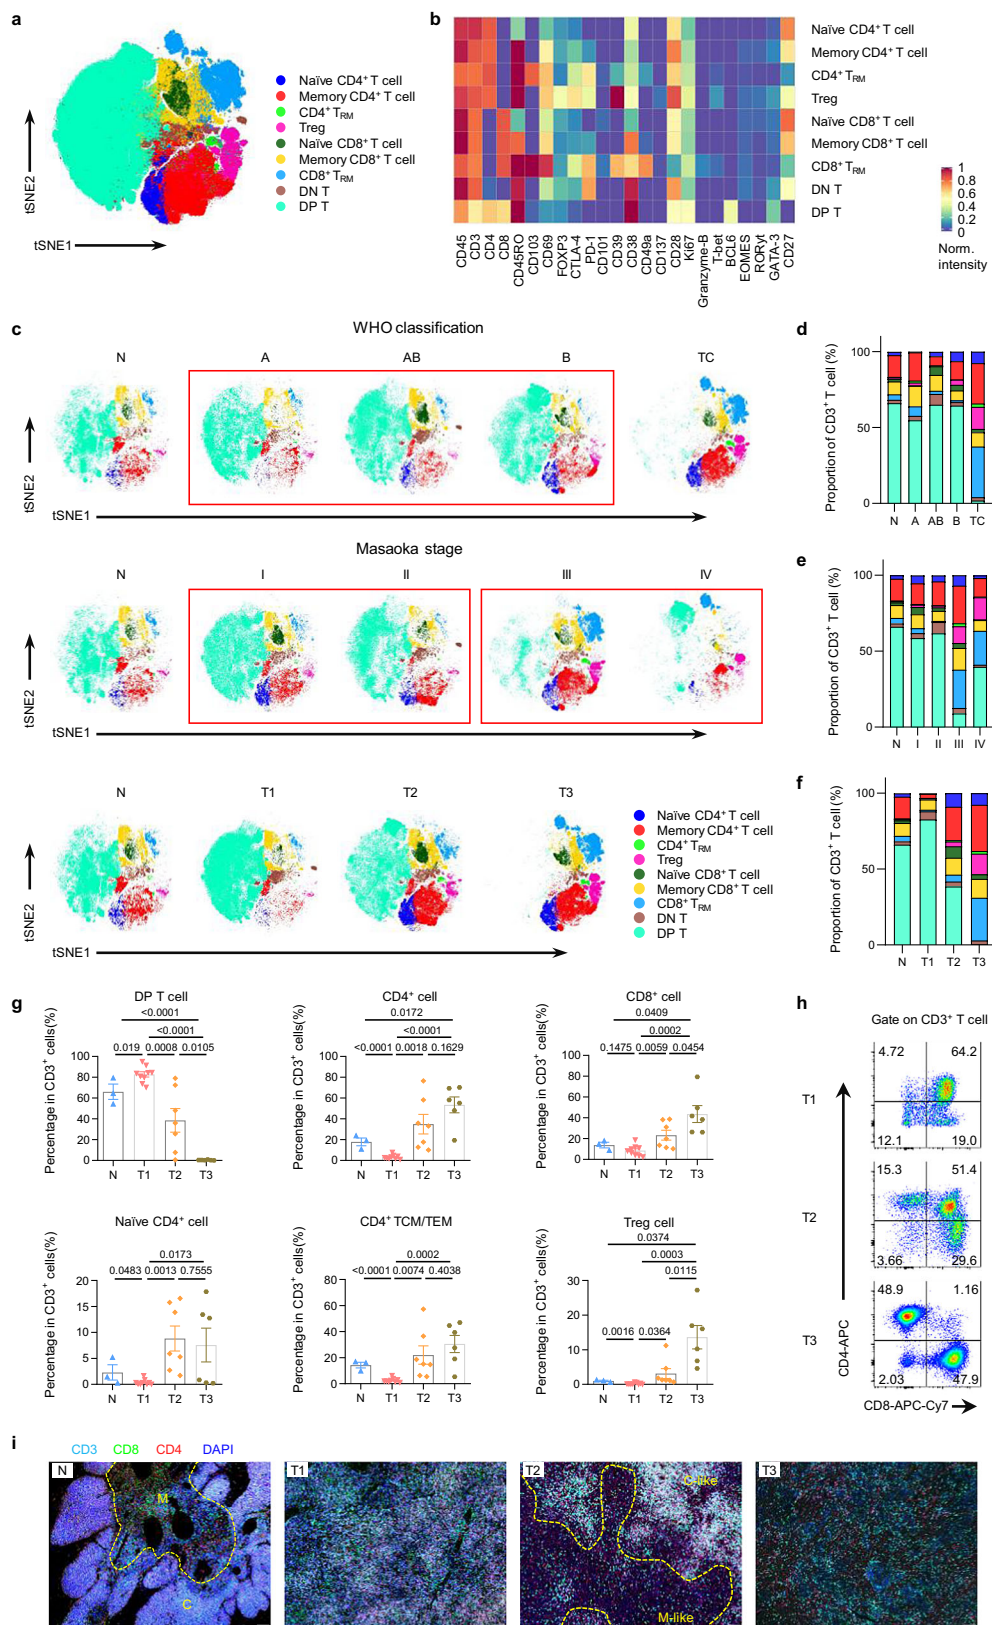 a
tSNE2
tSNE1
Naïve CD4⁺ T cell
Memory CD4⁺ T cell
CD4⁺ TRM
Treg
Naïve CD8⁺ T cell
Memory CD8⁺ T cell
CD8⁺ TRM
DN T
DP T
b
Naïve CD4⁺ T cell
Memory CD4⁺ T cell
CD4⁺ TRM
Treg
Naïve CD8⁺ T cell
Memory CD8⁺ T cell
CD8⁺ TRM
DN T
DP T
CD45 CD3 CD4 CD8 CD45RO CD103 CD69 FOXP3 CTLA-4 PD-1 CD101 CD39 CD38 CD49a CD137 CD28 Ki67 Granzyme-B T-bet BCL6 EOMES RORγt GATA-3 CD27
1
0.8
0.6
0.4
0.2
0
Norm.
intensity
c
WHO classification
N A AB B TC
tSNE2
tSNE1
Masaoka stage
N I II III IV
tSNE2
tSNE1
N T1 T2 T3
tSNE2
tSNE1
Naïve CD4⁺ T cell
Memory CD4⁺ T cell
CD4⁺ TRM
Treg
Naïve CD8⁺ T cell
Memory CD8⁺ T cell
CD8⁺ TRM
DN T
DP T
d
Proportion of CD3⁺ T cell (%)
100
50
0
N A AB B TC
e
Proportion of CD3⁺ T cell (%)
100
50
0
N I II III IV
f
Proportion of CD3⁺ T cell (%)
100
50
0
N T1 T2 T3
g
DP T cell
<0.0001
<0.0001
0.019 0.0008 0.0105
Percentage in CD3⁺ cells(%)
100
80
60
40
20
0
N T1 T2 T3
CD4⁺ cell
0.0172
<0.0001
<0.0001 0.0018 0.1629
Percentage in CD3⁺ cells(%)
100
80
60
40
20
0
N T1 T2 T3
CD8⁺ cell
0.0409
0.0002
0.1475 0.0059 0.0454
Percentage in CD3⁺ cells(%)
100
80
60
40
20
0
N T1 T2 T3
Naïve CD4⁺ cell
0.0173
0.0483 0.0013 0.7555
Percentage in CD3⁺ cells(%)
20
15
10
5
0
N T1 T2 T3
CD4⁺ TCM/TEM
0.0002
<0.0001 0.0074 0.4038
Percentage in CD3⁺ cells(%)
80
60
40
20
0
N T1 T2 T3
Treg cell
0.0374
0.0003
0.0115
0.0016 0.0364
Percentage in CD3⁺ cells(%)
30
20
10
0
N T1 T2 T3
h
Gate on CD3⁺ T cell
T1
4.72 64.2
12.1 19.0
T2
15.3 51.4
3.66 29.6
T3
48.9 1.16
2.03 47.9
CD4-APC
CD8-APC-Cy7
i
CD3 CD8 CD4 DAPI
N
M
C
T1
T2
C-like
M-like
T3